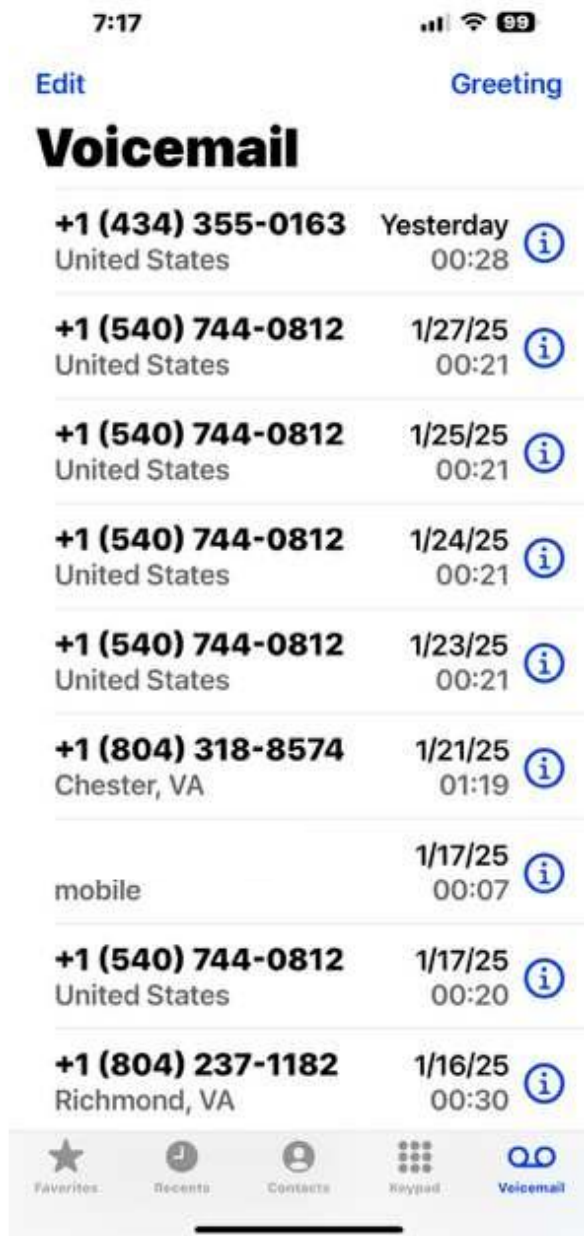 7:17 99
Edit Greeting
Voicemail
+1 (434) 355-0163 Yesterday
United States 00:28
+1 (540) 744-0812 1/27/25
United States 00:21
+1 (540) 744-0812 1/25/25
United States 00:21
+1 (540) 744-0812 1/24/25
United States 00:21
+1 (540) 744-0812 1/23/25
United States 00:21
+1 (804) 318-8574 1/21/25
Chester, VA 01:19
1/17/25
mobile 00:07
+1 (540) 744-0812 1/17/25
United States 00:20
+1 (804) 237-1182 1/16/25
Richmond, VA 00:30
Favorites Recents Contacts Keypad Voicemail